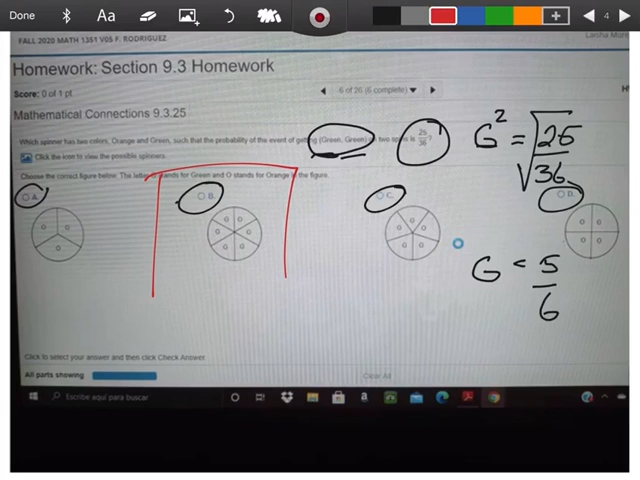 Done
Aa
4
FALL 2020 MATH 1351 V05 F. RODRIGUEZ
Laisha More
Homework: Section 9.3 Homework
Score: 0 of 1 pt
6 of 26 (6 complete)
Mathematical Connections 9.3.25
Which spinner has two colors, Orange and Green, such that the probability of the event of getting (Green, Green) on two spins is 25/36?
Click the icon to view the possible spinners.
Choose the correct figure below. The letter stands for Green and O stands for Orange in the figure.
A.
B.
C.
D.
G² = √25
√36
G = 5
6
Click to select your answer and then click Check Answer
All parts showing
Clear All
Escribe aquí para buscar